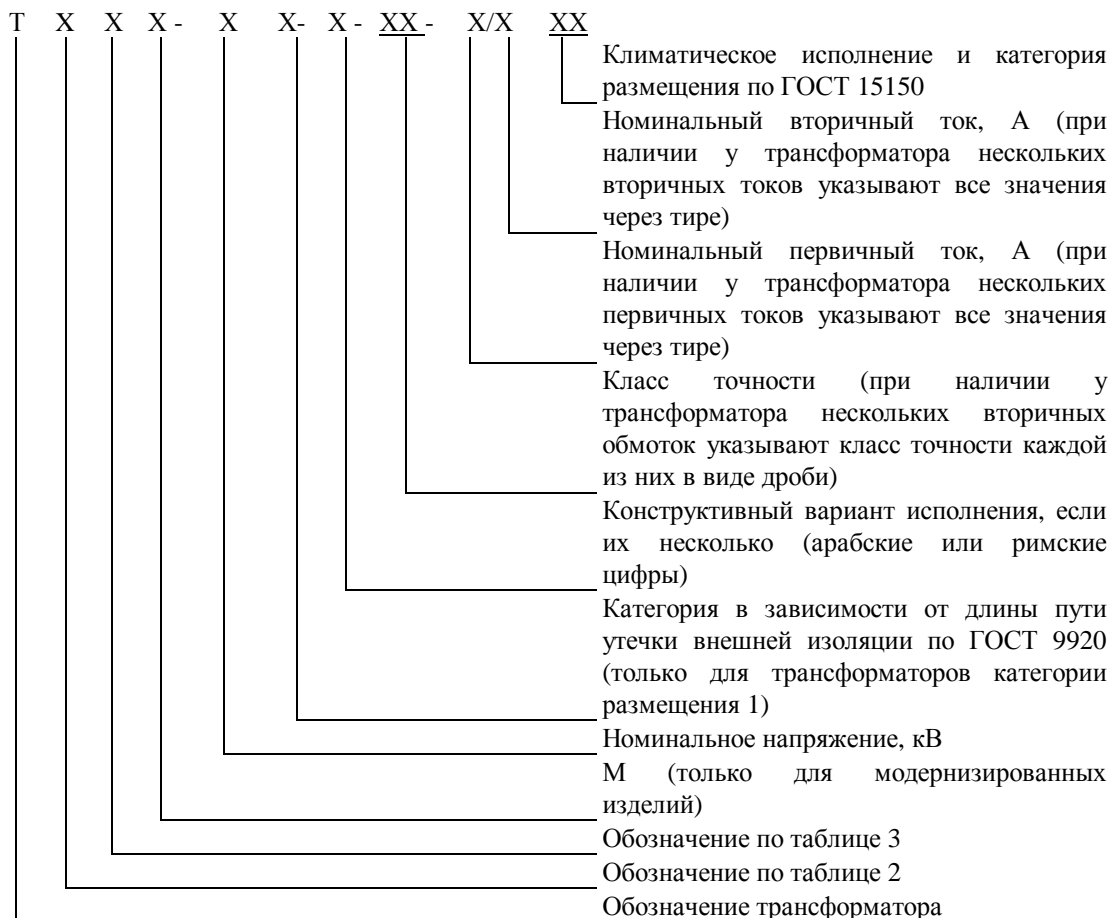 Т Х Х Х - Х Х- Х - ХХ - Х/Х ХХ
Климатическое исполнение и категория
размещения по ГОСТ 15150
Номинальный вторичный ток, А (при
наличии у трансформатора нескольких
вторичных токов указывают все значения
через тире)
Номинальный первичный ток, А (при
наличии у трансформатора нескольких
первичных токов указывают все значения
через тире)
Класс точности (при наличии у
трансформатора нескольких вторичных
обмоток указывают класс точности каждой
из них в виде дроби)
Конструктивный вариант исполнения, если
их несколько (арабские или римские
цифры)
Категория в зависимости от длины пути
утечки внешней изоляции по ГОСТ 9920
(только для трансформаторов категории
размещения 1)
Номинальное напряжение, кВ
М (только для модернизированных
изделий)
Обозначение по таблице 3
Обозначение по таблице 2
Обозначение трансформатора